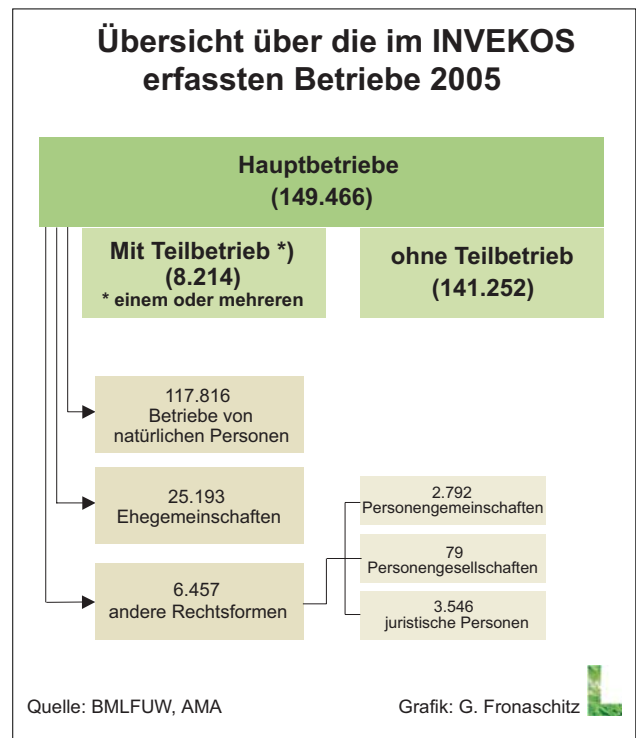 Übersicht über die im INVEKOS
erfassten Betriebe 2005
Hauptbetriebe
(149.466)
Mit Teilbetrieb *)
(8.214)
* einem oder mehreren
ohne Teilbetrieb
(141.252)
117.816
Betriebe von
natürlichen Personen
25.193
Ehegemeinschaften
6.457
andere Rechtsformen
2.792
Personengemeinschaften
79
Personengesellschaften
3.546
juristische Personen
Quelle: BMLFUW, AMA
Grafik: G. Fronaschitz
L